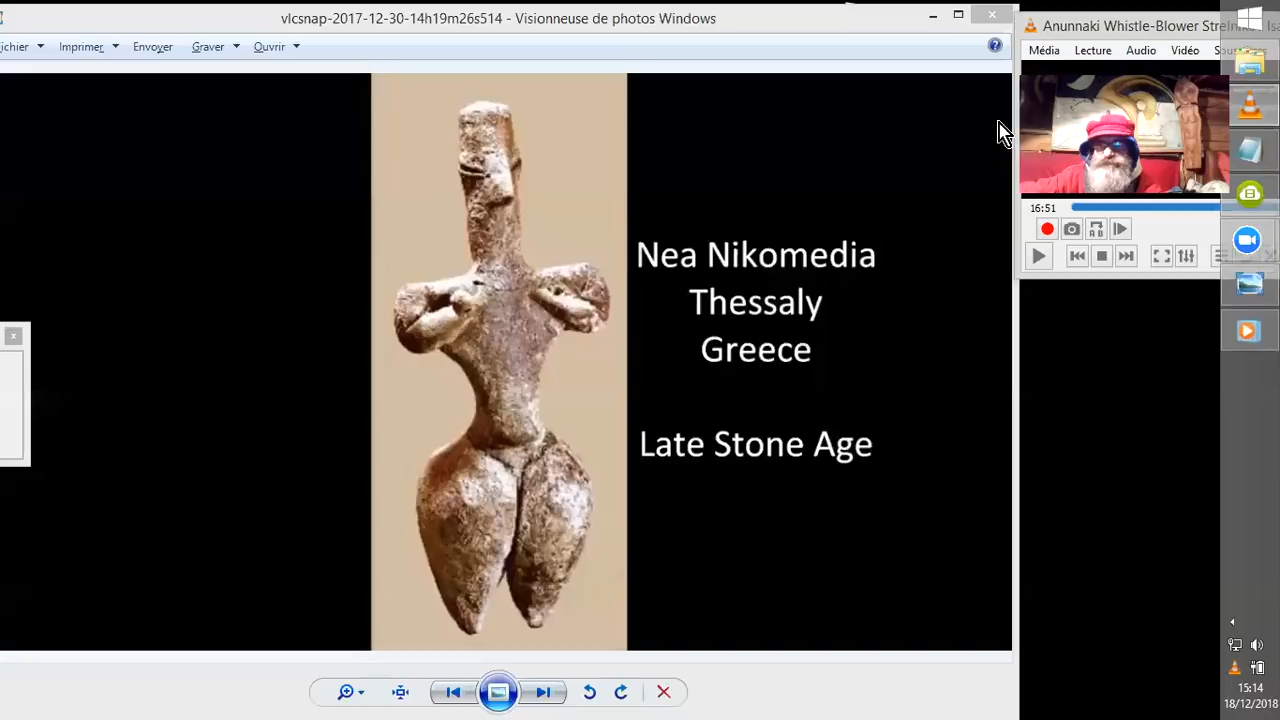 vlcsnap-2017-12-30-14h19m26s514 - Visionneuse de photos Windows
Imprimer Envoyer Graver Ouvrir
Anunnaki Whistle-Blower
Média Lecture Audio Vidéo
16:51
Nea Nikomedia
Thessaly
Greece
Late Stone Age
15:14
18/12/2018